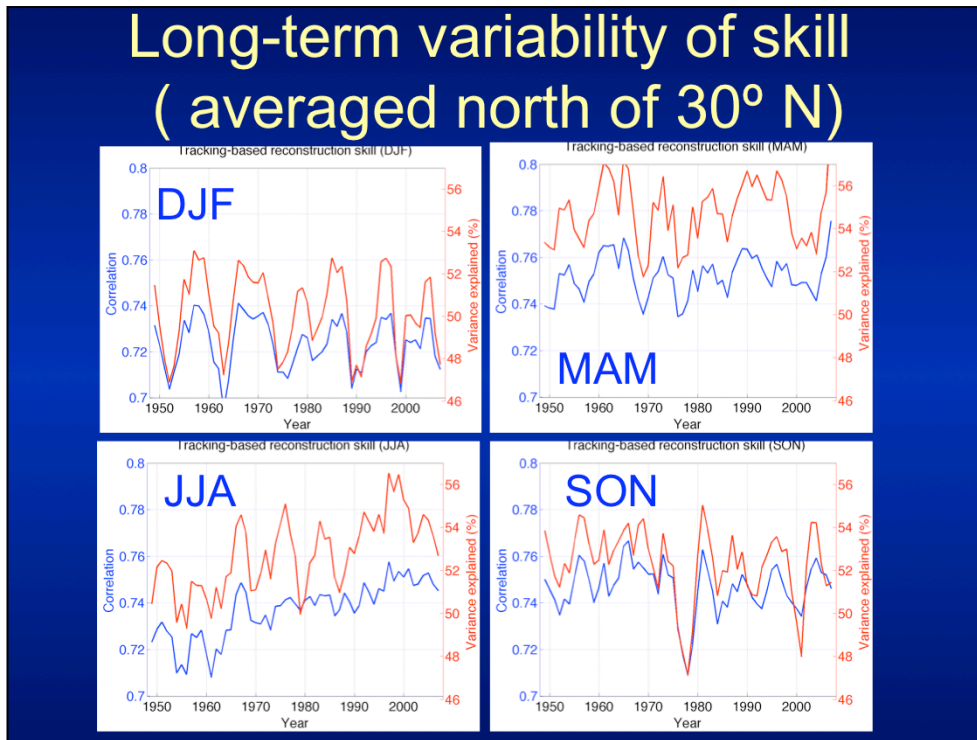 Long-term variability of skill
( averaged north of 30º N)
Tracking-based reconstruction skill (DJF)
DJF
Correlation
0.8
0.78
0.76
0.74
0.72
0.7
Variance explained (%)
56
54
52
50
48
46
1950 1960 1970 1980 1990 2000
Year
Tracking-based reconstruction skill (MAM)
MAM
Correlation
0.8
0.78
0.76
0.74
0.72
0.7
Variance explained (%)
56
54
52
50
48
46
1950 1960 1970 1980 1990 2000
Year
Tracking-based reconstruction skill (JJA)
JJA
Correlation
0.8
0.78
0.76
0.74
0.72
0.7
Variance explained (%)
56
54
52
50
48
46
1950 1960 1970 1980 1990 2000
Year
Tracking-based reconstruction skill (SON)
SON
Correlation
0.8
0.78
0.76
0.74
0.72
0.7
Variance explained (%)
56
54
52
50
48
46
1950 1960 1970 1980 1990 2000
Year